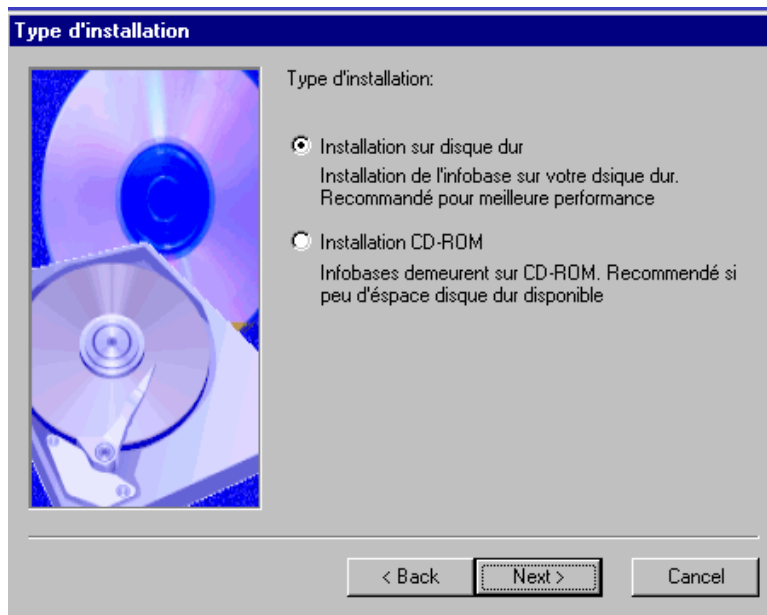 Type d'installation
Type d'installation:
Installation sur disque dur
Installation de l'infobase sur votre dsique dur.
Recommandé pour meilleure performance
Installation CD-ROM
Infobases demeurent sur CD-ROM. Recommendé si
peu d'éspace disque dur disponible
< Back
Next >
Cancel